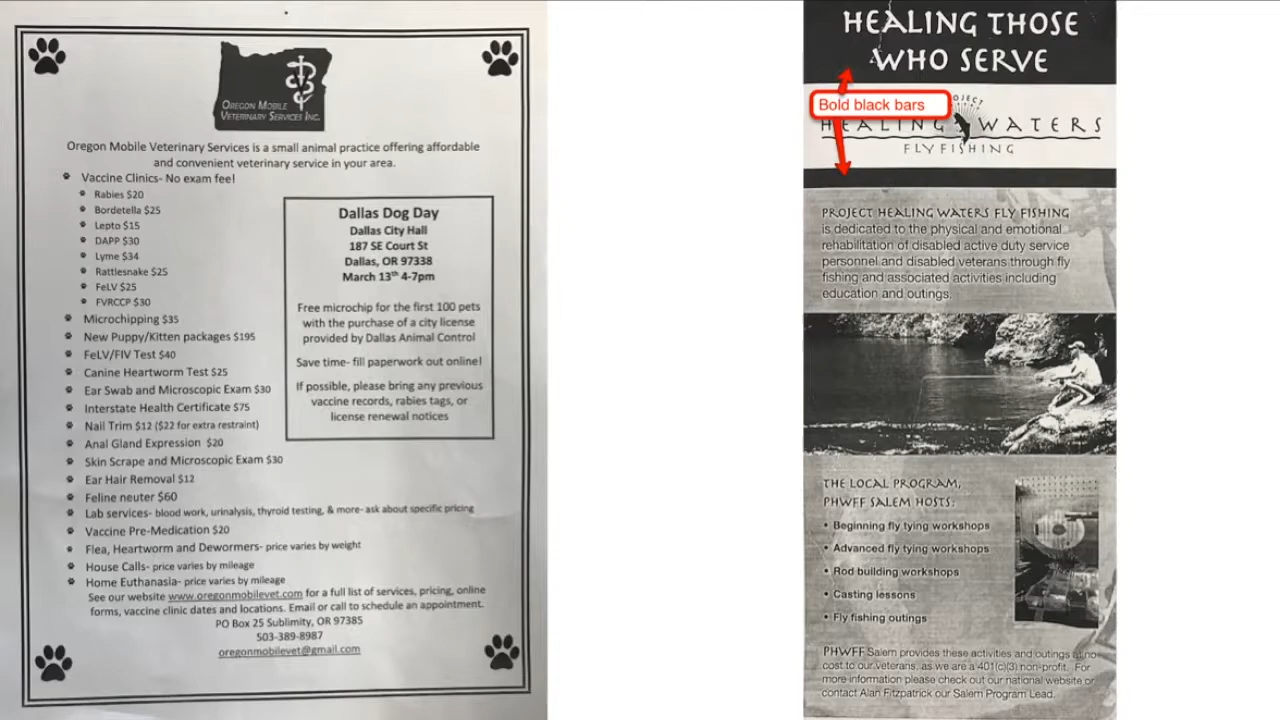 OREGON MOBILE
VETERINARY SERVICES INC.
Oregon Mobile Veterinary Services is a small animal practice offering affordable
and convenient veterinary service in your area.
Vaccine Clinics- No exam fee!
Rabies $20
Bordetella $25
Lepto $15
DAPP $30
Lyme $34
Rattlesnake $25
FeLV $25
FVRCCP $30
Microchipping $35
New Puppy/Kitten packages $195
FeLV/FIV Test $40
Canine Heartworm Test $25
Ear Swab and Microscopic Exam $30
Interstate Health Certificate $75
Nail Trim $12 ($22 for extra restraint)
Anal Gland Expression $20
Skin Scrape and Microscopic Exam $30
Ear Hair Removal $12
Feline neuter $60
Lab services- blood work, urinalysis, thyroid testing, & more- ask about specific pricing
Vaccine Pre-Medication $20
Flea, Heartworm and Dewormers- price varies by weight
House Calls- price varies by mileage
Home Euthanasia- price varies by mileage
See our website www.oregonmobilevet.com for a full list of services, pricing, online
forms, vaccine clinic dates and locations. Email or call to schedule an appointment.
PO Box 25 Sublimity, OR 97385
503-389-8987
oregonmobilevet@gmail.com
Dallas Dog Day
Dallas City Hall
187 SE Court St
Dallas, OR 97338
March 13th 4-7pm
Free microchip for the first 100 pets
with the purchase of a city license
provided by Dallas Animal Control
Save time- fill paperwork out online!
If possible, please bring any previous
vaccine records, rabies tags, or
license renewal notices
HEALING THOSE
WHO SERVE
Bold black bars
HEALING WATERS
FLY FISHING
PROJECT HEALING WATERS FLY FISHING
is dedicated to the physical and emotional
rehabilitation of disabled active duty service
personnel and disabled veterans through fly
fishing and associated activities including
education and outings.
THE LOCAL PROGRAM,
PHWFF SALEM HOSTS:
• Beginning fly tying workshops
• Advanced fly tying workshops
• Rod building workshops
• Casting lessons
• Fly fishing outings
PHWFF Salem provides these activities and outings at no
cost to our veterans, as we are a 401(c)(3) non-profit. For
more information please check out our national website or
contact Alan Fitzpatrick our Salem Program Lead.